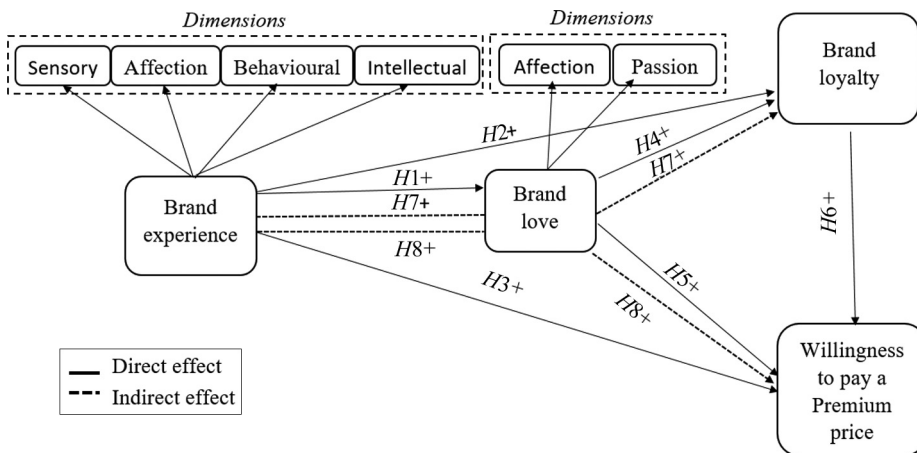 Dimensions
Dimensions
Sensory
Affection
Behavioural
Intellectual
Affection
Passion
Brand
loyalty
H2+
H4+
H7+
H1+
H7+
H8+
Brand
experience
Brand
love
H6+
H3+
H5+
H8+
Direct effect
Indirect effect
Willingness
to pay a
Premium
price